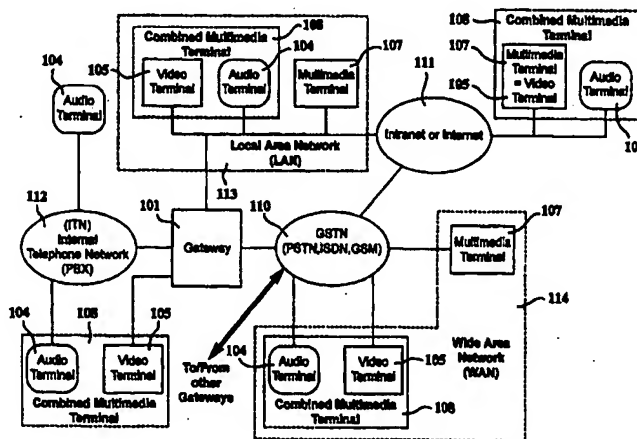 108
Combined Multimedia
Terminal
105
104
Video
Terminal
Audio
Terminal
107
Multimedia
Terminal
Local Area Network
(LAN)
113
104
Audio
Terminal
111
Intranet or Internet
108
Combined Multimedia
Terminal
107
Multimedia
Terminal
= Video
Terminal
105
Audio
Terminal
112
(ITN)
Internal
Telephone Network
(PBX)
101
Gateway
110
GSTN
(PSTN,ISDN,GSM)
107
Multimedia
Terminal
114
104
108
105
Audio
Terminal
Video
Terminal
Combined Multimedia
Terminal
To/From
other
Gateways
104
Audio
Terminal
Video
Terminal
105
Combined Multimedia
Terminal
108
Wide Area
Network
(WAN)